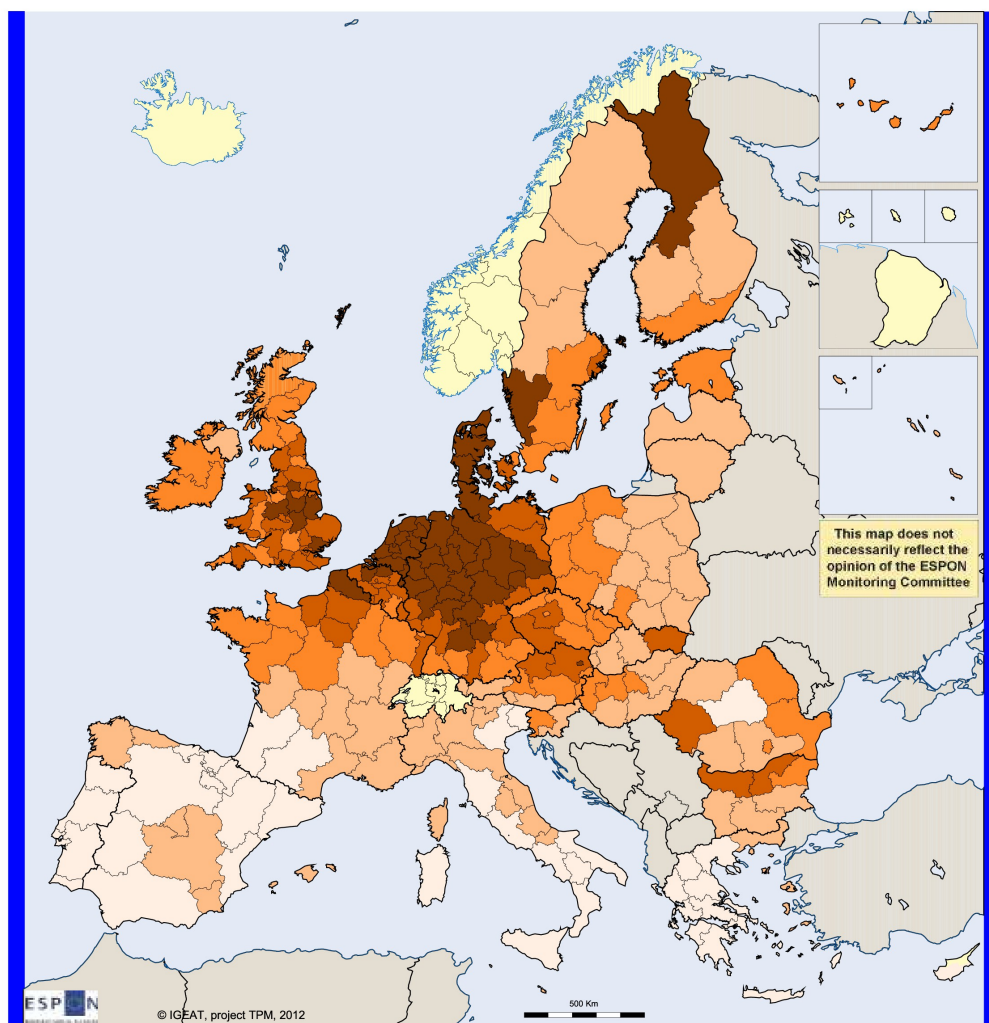 This map does not
necessarily reflect the
opinion of the ESPON
Monitoring Committee
ESPON
© IGEAT, project TPM, 2012
500 Km